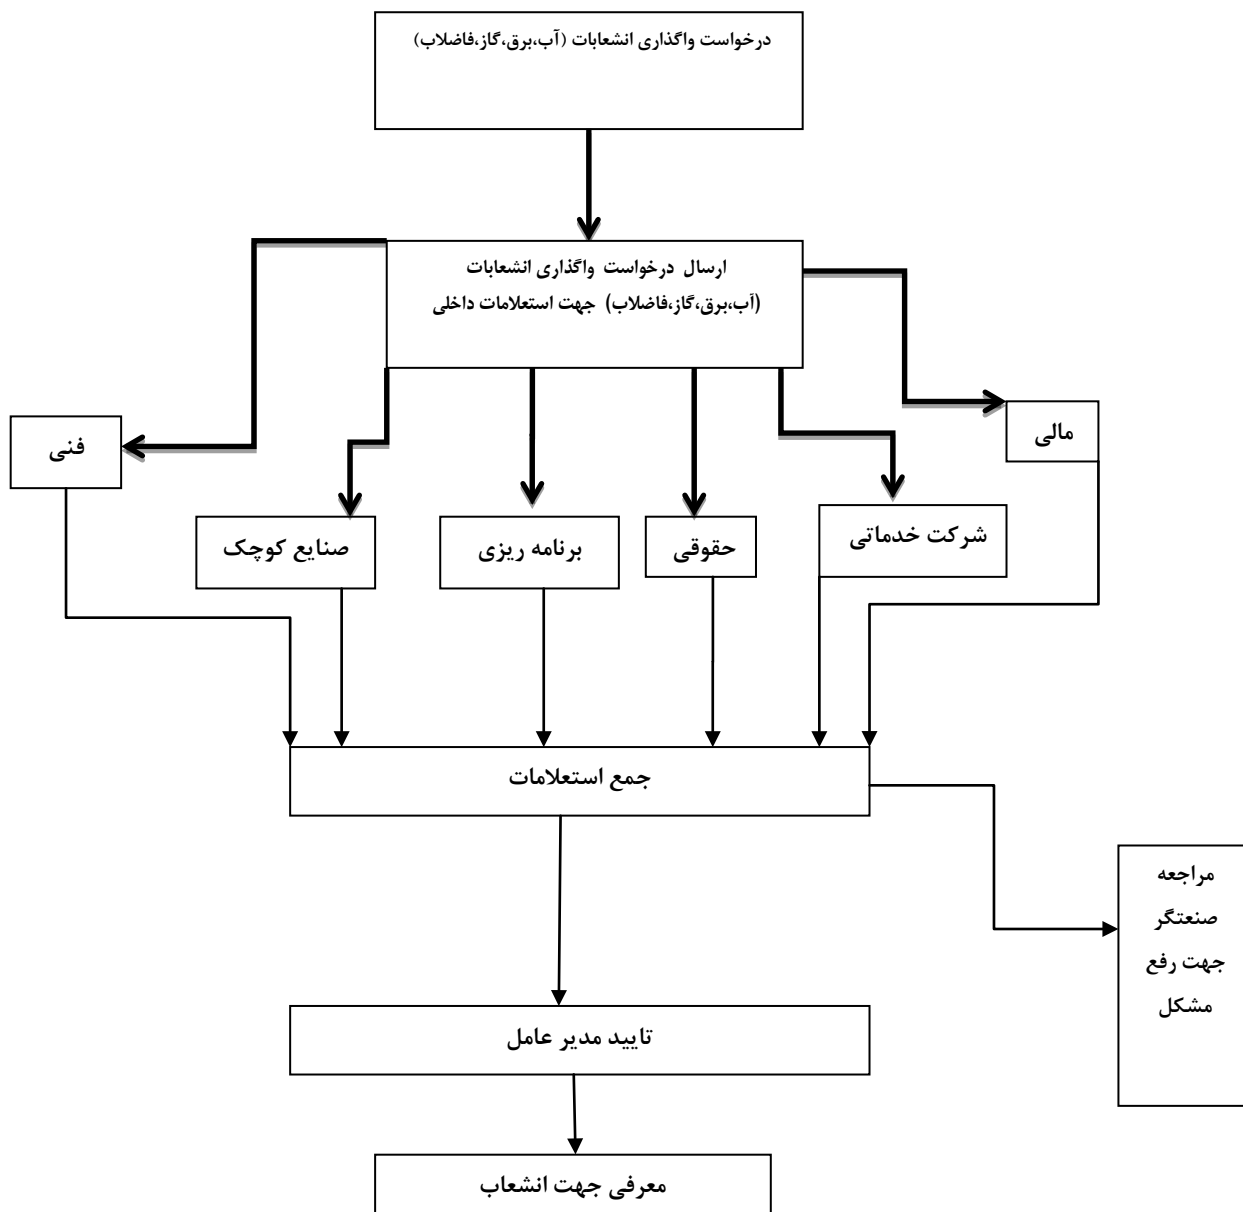 درخواست واگذاری انشعابات (آب،برق،گاز،فاضلاب)
ارسال درخواست واگذاری انشعابات
(آب،برق،گاز،فاضلاب) جهت استعلامات داخلی
مالی
فنی
شرکت خدماتی
حقوقی
برنامه ریزی
صنایع کوچک
جمع استعلامات
مراجعه
صنعتگر
جهت رفع
مشکل
تایید مدیر عامل
معرفی جهت انشعاب